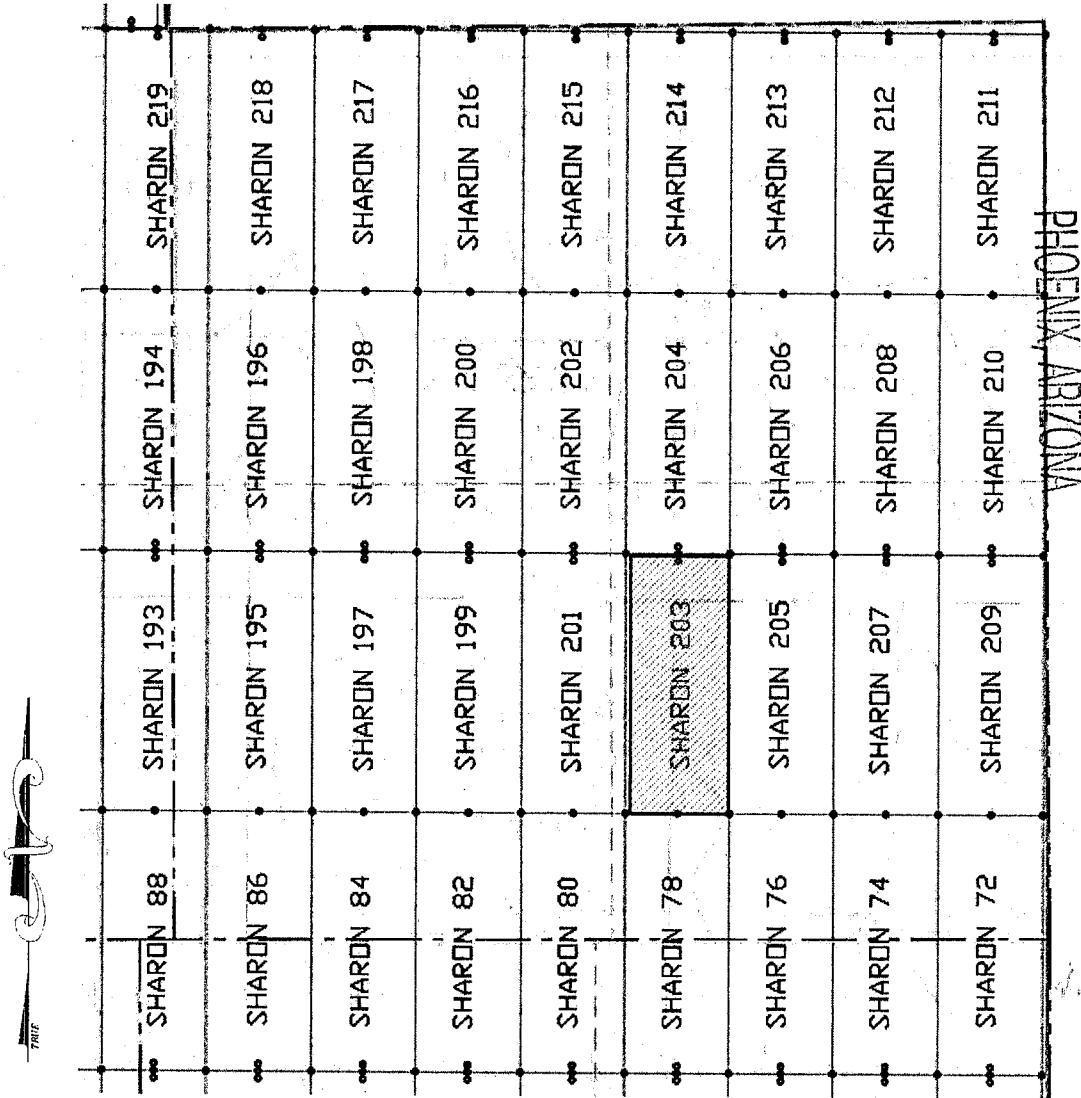 SHARON 219
SHARON 218
SHARON 217
SHARON 216
SHARON 215
SHARON 214
SHARON 213
SHARON 212
SHARON 211
PHOENIX, ARIZONA
SHARON 194
SHARON 196
SHARON 198
SHARON 200
SHARON 202
SHARON 204
SHARON 206
SHARON 208
SHARON 210
SHARON 193
SHARON 195
SHARON 197
SHARON 199
SHARON 201
SHARON 203
SHARON 205
SHARON 207
SHARON 209
SHARON 88
SHARON 86
SHARON 84
SHARON 82
SHARON 80
SHARON 78
SHARON 76
SHARON 74
SHARON 72
TRUE